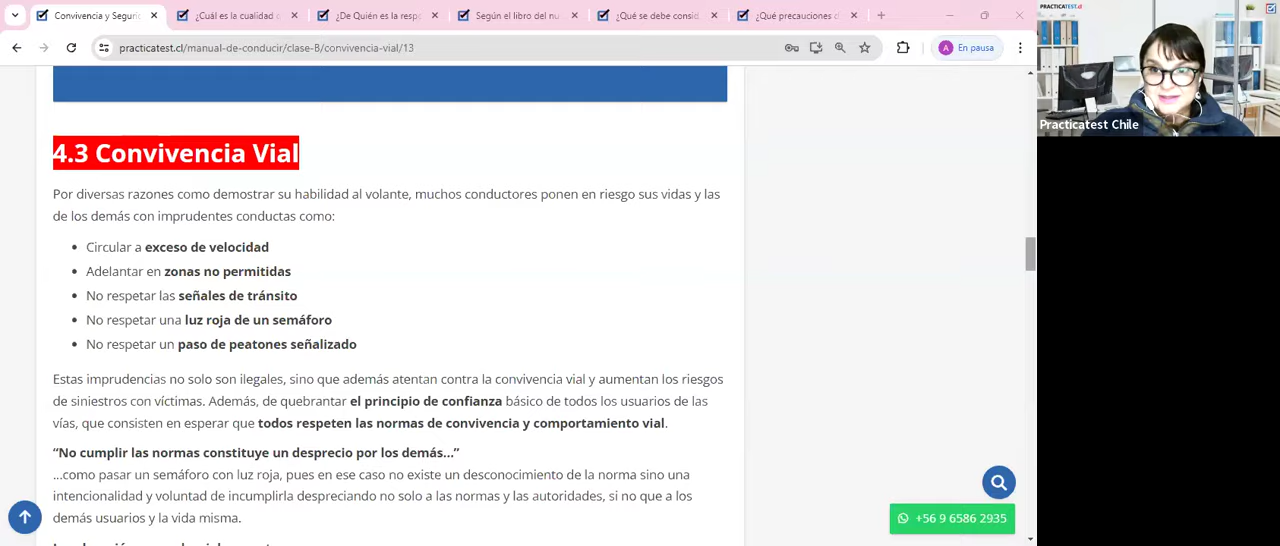 Convivencia y Segurid
¿Cuál es la cualidad d
¿De Quién es la resp
Según el libro del nu
¿Qué se debe consid
¿Qué precauciones d
practicatest.cl/manual-de-conducir/clase-B/convivencia-vial/13
A En pausa
PRACTICATEST.cl
Practicatest Chile
4.3 Convivencia Vial
Por diversas razones como demostrar su habilidad al volante, muchos conductores ponen en riesgo sus vidas y las
de los demás con imprudentes conductas como:
• Circular a exceso de velocidad
• Adelantar en zonas no permitidas
• No respetar las señales de tránsito
• No respetar una luz roja de un semáforo
• No respetar un paso de peatones señalizado
Estas imprudencias no solo son ilegales, sino que además atentan contra la convivencia vial y aumentan los riesgos
de siniestros con víctimas. Además, de quebrantar el principio de confianza básico de todos los usuarios de las
vías, que consisten en esperar que todos respeten las normas de convivencia y comportamiento vial.
“No cumplir las normas constituye un desprecio por los demás...”
...como pasar un semáforo con luz roja, pues en ese caso no existe un desconocimiento de la norma sino una
intencionalidad y voluntad de incumplirla despreciando no solo a las normas y las autoridades, si no que a los
demás usuarios y la vida misma.
+56 9 6586 2935